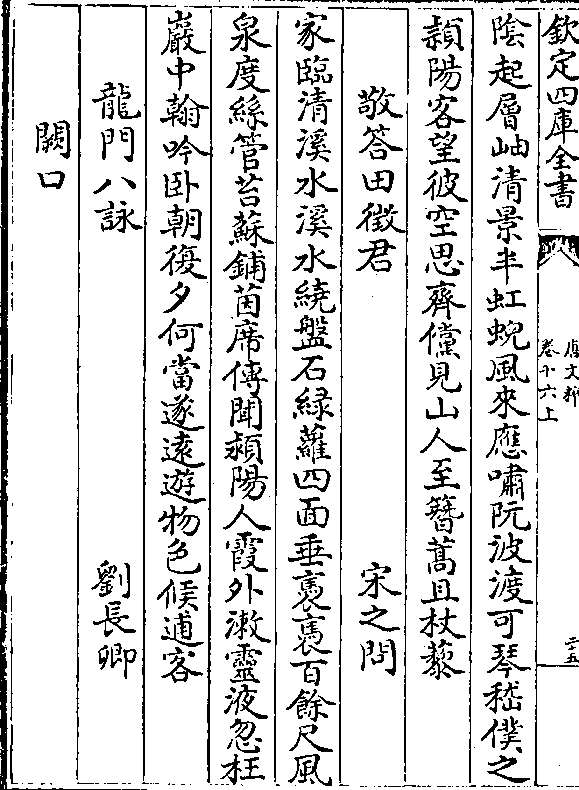 欽定四庫全書
唐文粹
卷十六上
二五
陰起層岫清景半虹蜺風來應嘯阮波渡可琴嵇僕之
頴陽客望彼空思齊儻見山人至簪蒿且杖藜
敬答田徵君 宋之問
家臨清溪水溪水繞盤石緑蘿四面垂褭褭百餘尺風
泉度絲管苔蘇鋪茵席傳聞潁陽人霞外漱靈液忽枉
巖中翰吟卧朝復夕何當遂逺遊物色候逋客
龍門八詠 劉長卿
闕口